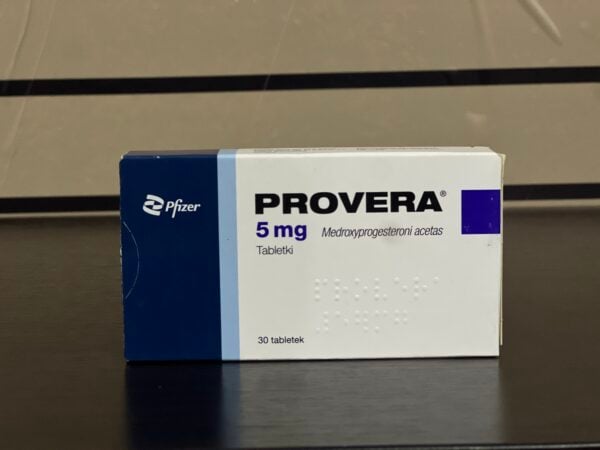 Pfizer
PROVERA®
5 mg Medroxyprogesteroni acetas
Tabletki
30 tabletek